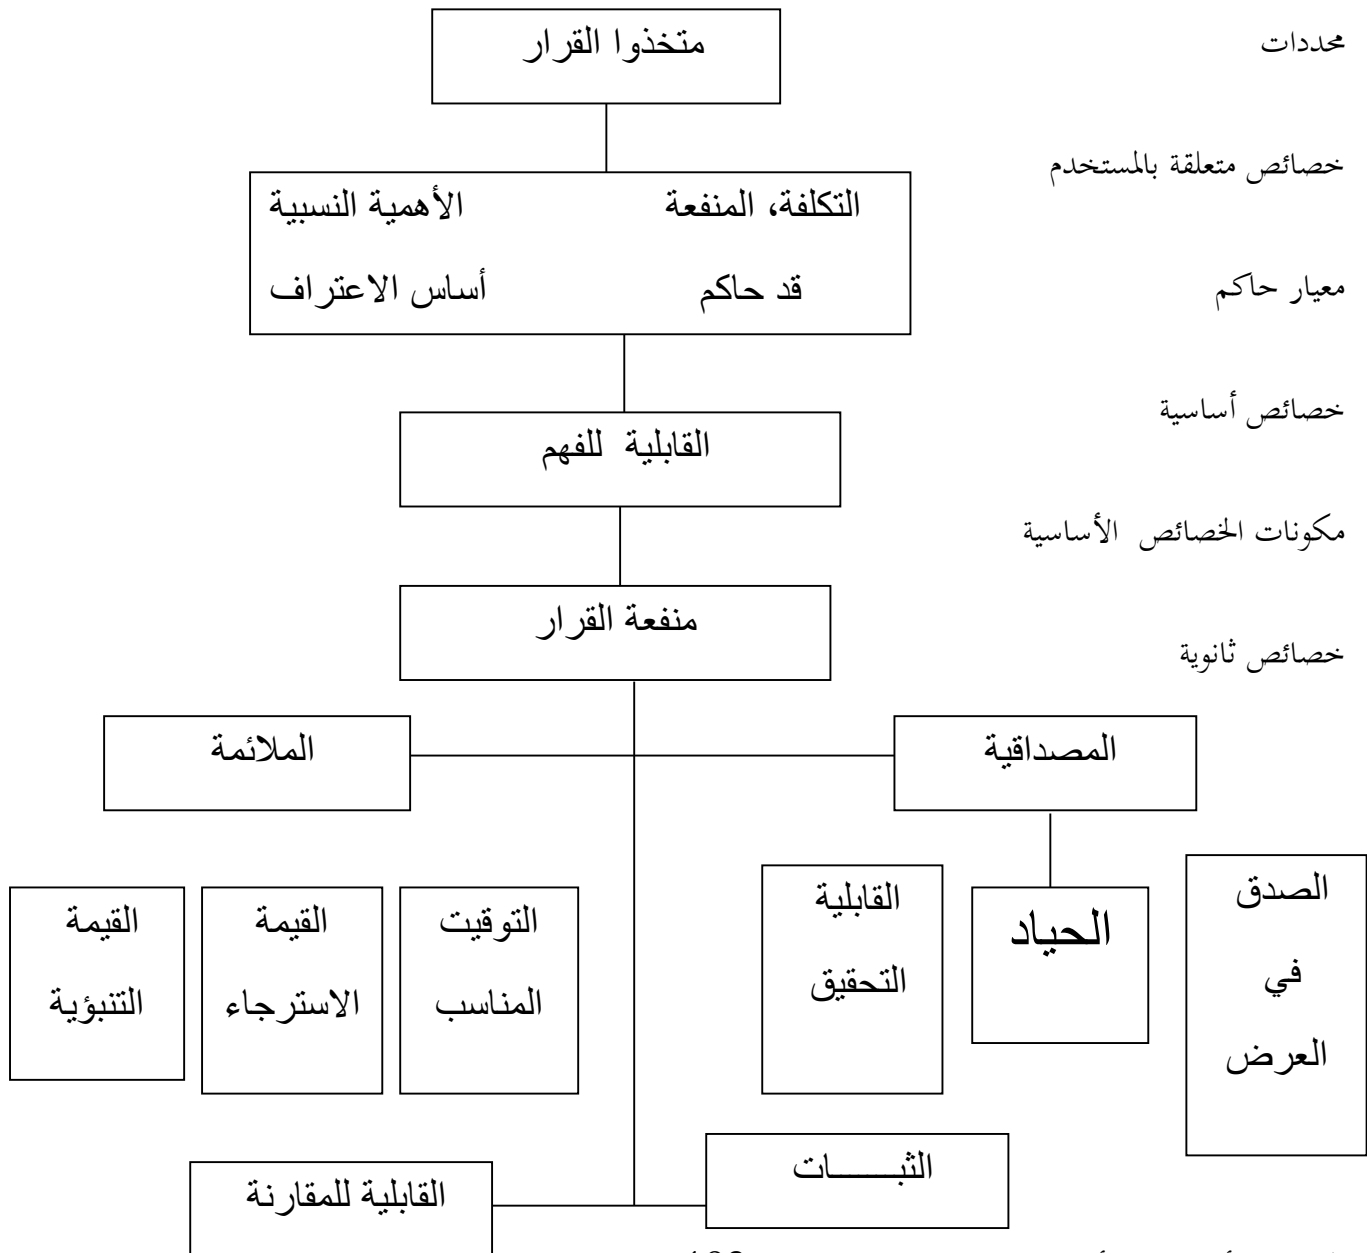 متخذوا القرار
محددات
خصائص متعلقة بالمستخدم
التكلفة، المنفعة
الأهمية النسبية
معيار حاكم
قد حاكم
أساس الاعتراف
خصائص أساسية
القابلية للفهم
مكونات الخصائص الأساسية
منفعة القرار
خصائص ثانوية
المصداقية
الملائمة
الصدق
في
العرض
الحياد
القابلية
التحقيق
التوقيت
المناسب
القيمة
الاسترجاء
القيمة
التنبؤية
الثبـــــــات
القابلية للمقارنة